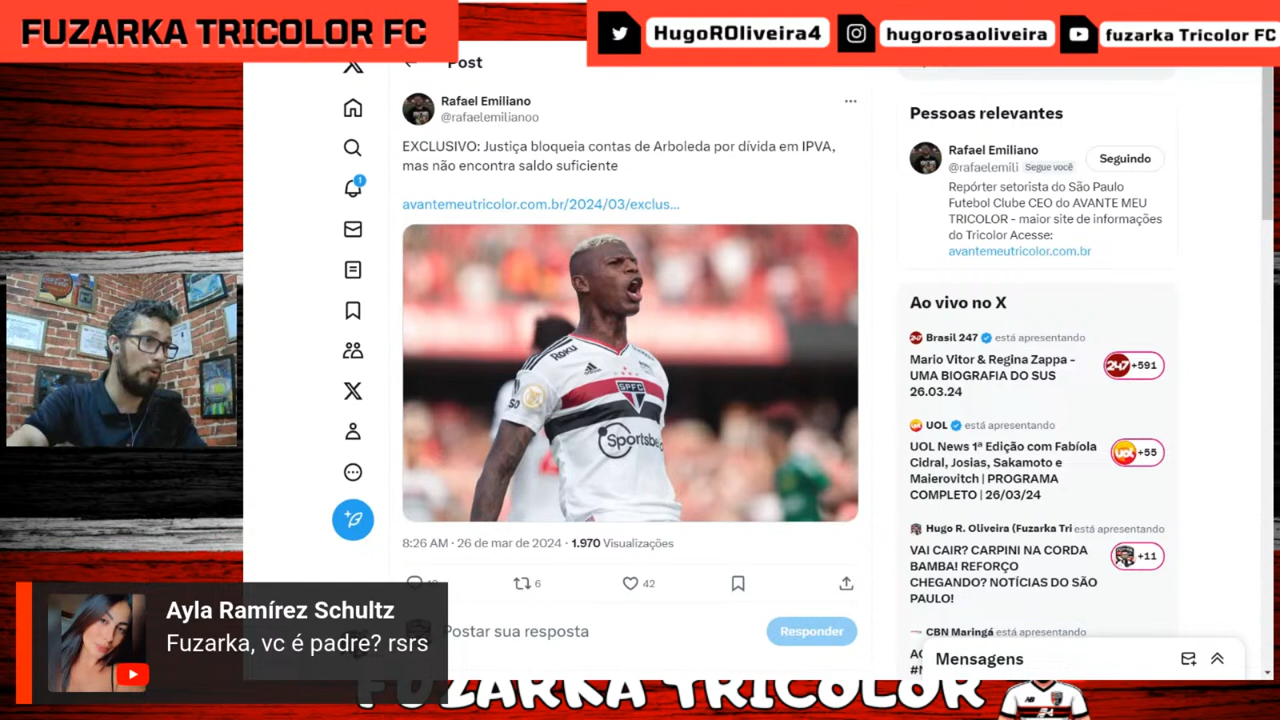 FUZARKA TRICOLOR FC
HugoROliveira4
hugorosaoliveira
fuzarka Tricolor FC
Post
Rafael Emiliano
@rafaelemilianoo
EXCLUSIVO: Justiça bloqueia contas de Arboleda por dívida em IPVA,
mas não encontra saldo suficiente
avantemeutricolor.com.br/2024/03/exclus...
Roku
SPFC
Sportsbe
8:26 AM · 26 de mar de 2024 · 1.970 Visualizações
6
42
Postar sua resposta
Responder
Pessoas relevantes
Rafael Emiliano
@rafaelemili Segue você
Seguindo
Repórter setorista do São Paulo
Futebol Clube CEO do AVANTE MEU
TRICOLOR - maior site de informações
do Tricolor Acesse:
avantemeutricolor.com.br
Ao vivo no X
Brasil 247 está apresentando
Mario Vitor & Regina Zappa -
UMA BIOGRAFIA DO SUS
26.03.24
247 +591
UOL está apresentando
UOL News 1ª Edição com Fabíola
Cidral, Josias, Sakamoto e
Maierovitch | PROGRAMA
COMPLETO | 26/03/24
UOL +55
Hugo R. Oliveira (Fuzarka Tri está apresentando
VAI CAIR? CARPINI NA CORDA
BAMBA! REFORÇO
CHEGANDO? NOTÍCIAS DO SÃO
PAULO!
+11
CBN Maringá está apresentando
Mensagens
1
Ayla Ramírez Schultz
Fuzarka, vc é padre? rsrs
FUZARKA TRICOLOR